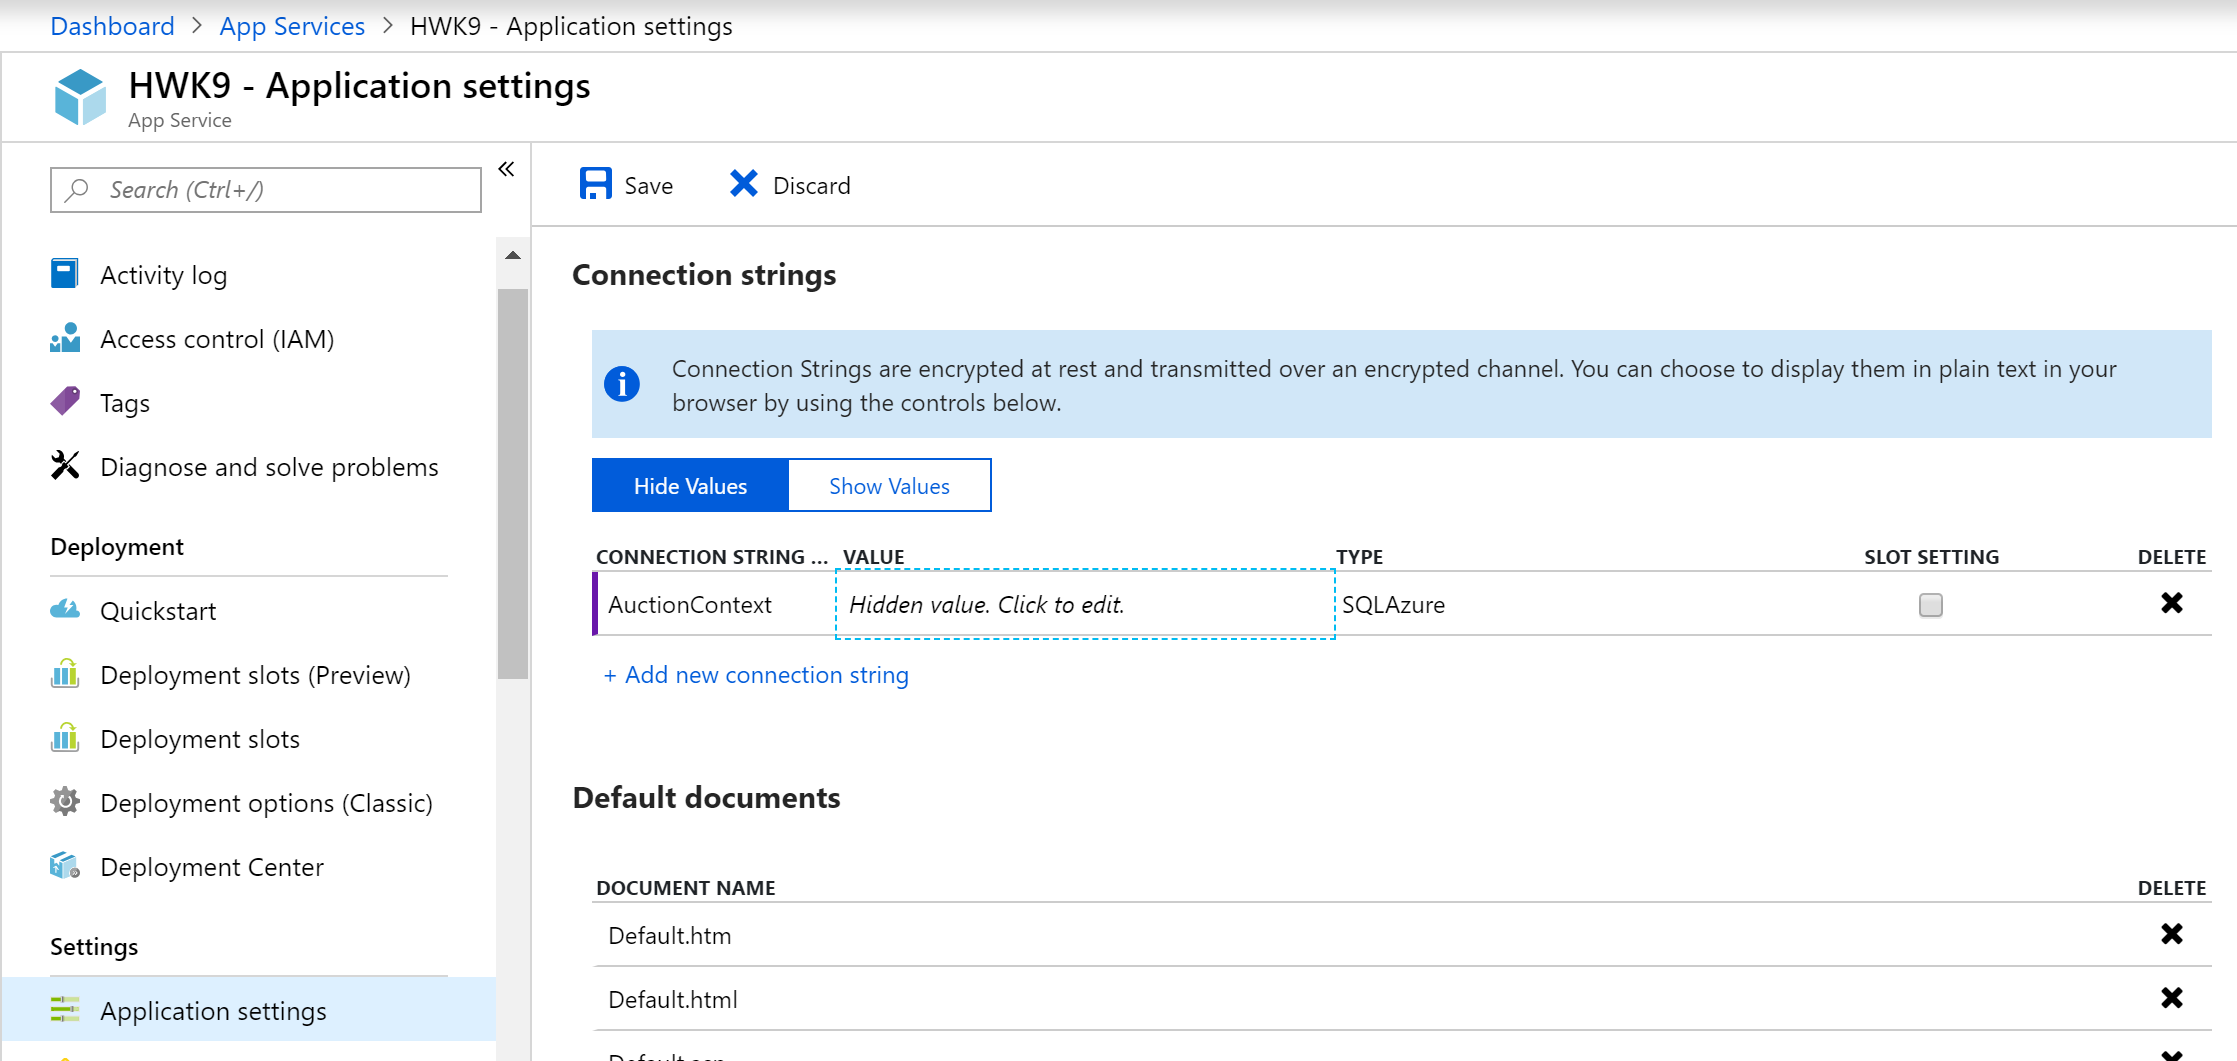 Dashboard > App Services > HWK9 - Application settings
HWK9 - Application settings
App Service
Search (Ctrl+/)
«
Activity log
Access control (IAM)
Tags
Diagnose and solve problems
Deployment
Quickstart
Deployment slots (Preview)
Deployment slots
Deployment options (Classic)
Deployment Center
Settings
Application settings
Save Discard
Connection strings
Connection Strings are encrypted at rest and transmitted over an encrypted channel. You can choose to display them in plain text in your
browser by using the controls below.
Hide Values Show Values
CONNECTION STRING ... VALUE TYPE SLOT SETTING DELETE
AuctionContext Hidden value. Click to edit. SQLAzure
+ Add new connection string
Default documents
DOCUMENT NAME DELETE
Default.htm
Default.html